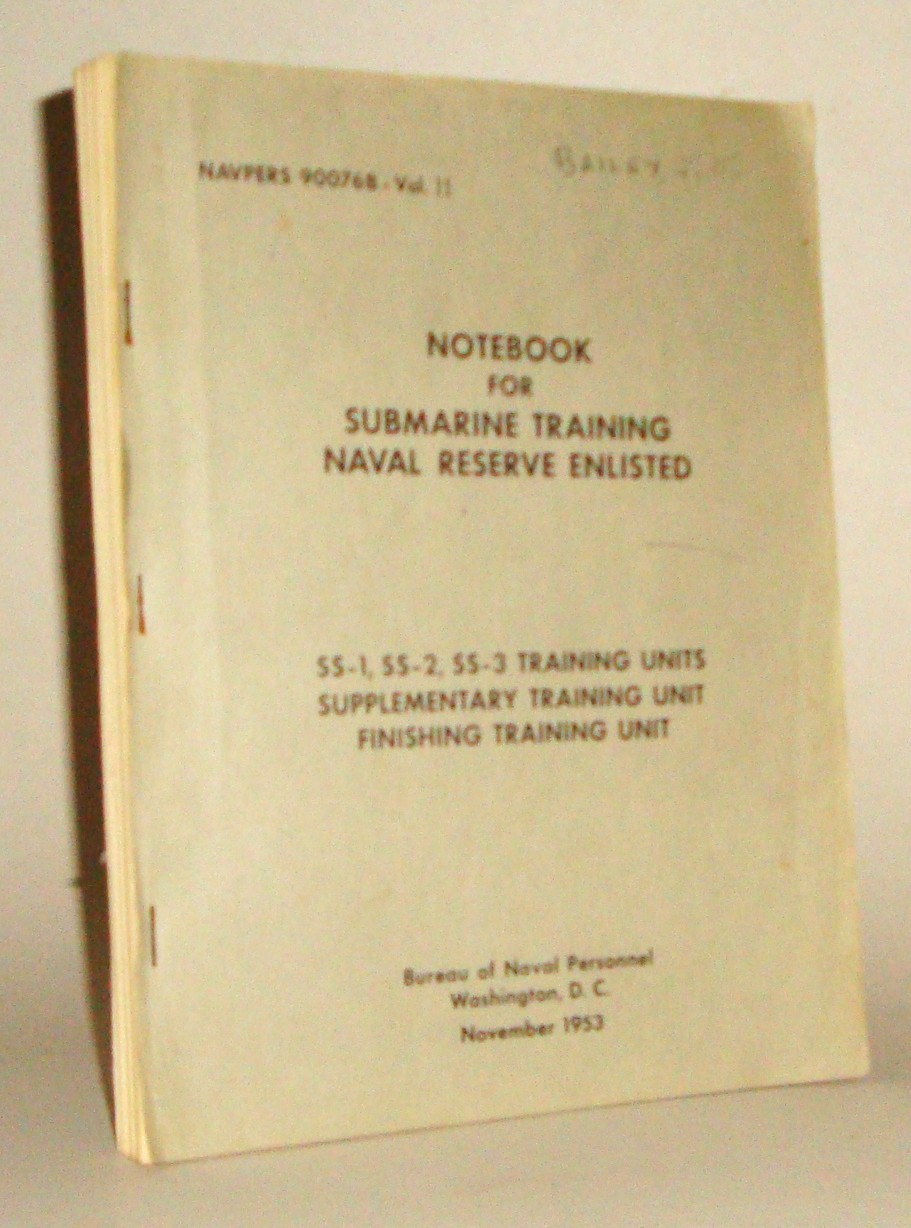 NAVPERS 90076B - Vol. II
BAILEY
NOTEBOOK
FOR
SUBMARINE TRAINING
NAVAL RESERVE ENLISTED
SS-1, SS-2, SS-3 TRAINING UNITS
SUPPLEMENTARY TRAINING UNIT
FINISHING TRAINING UNIT
Bureau of Naval Personnel
Washington, D. C.
November 1953